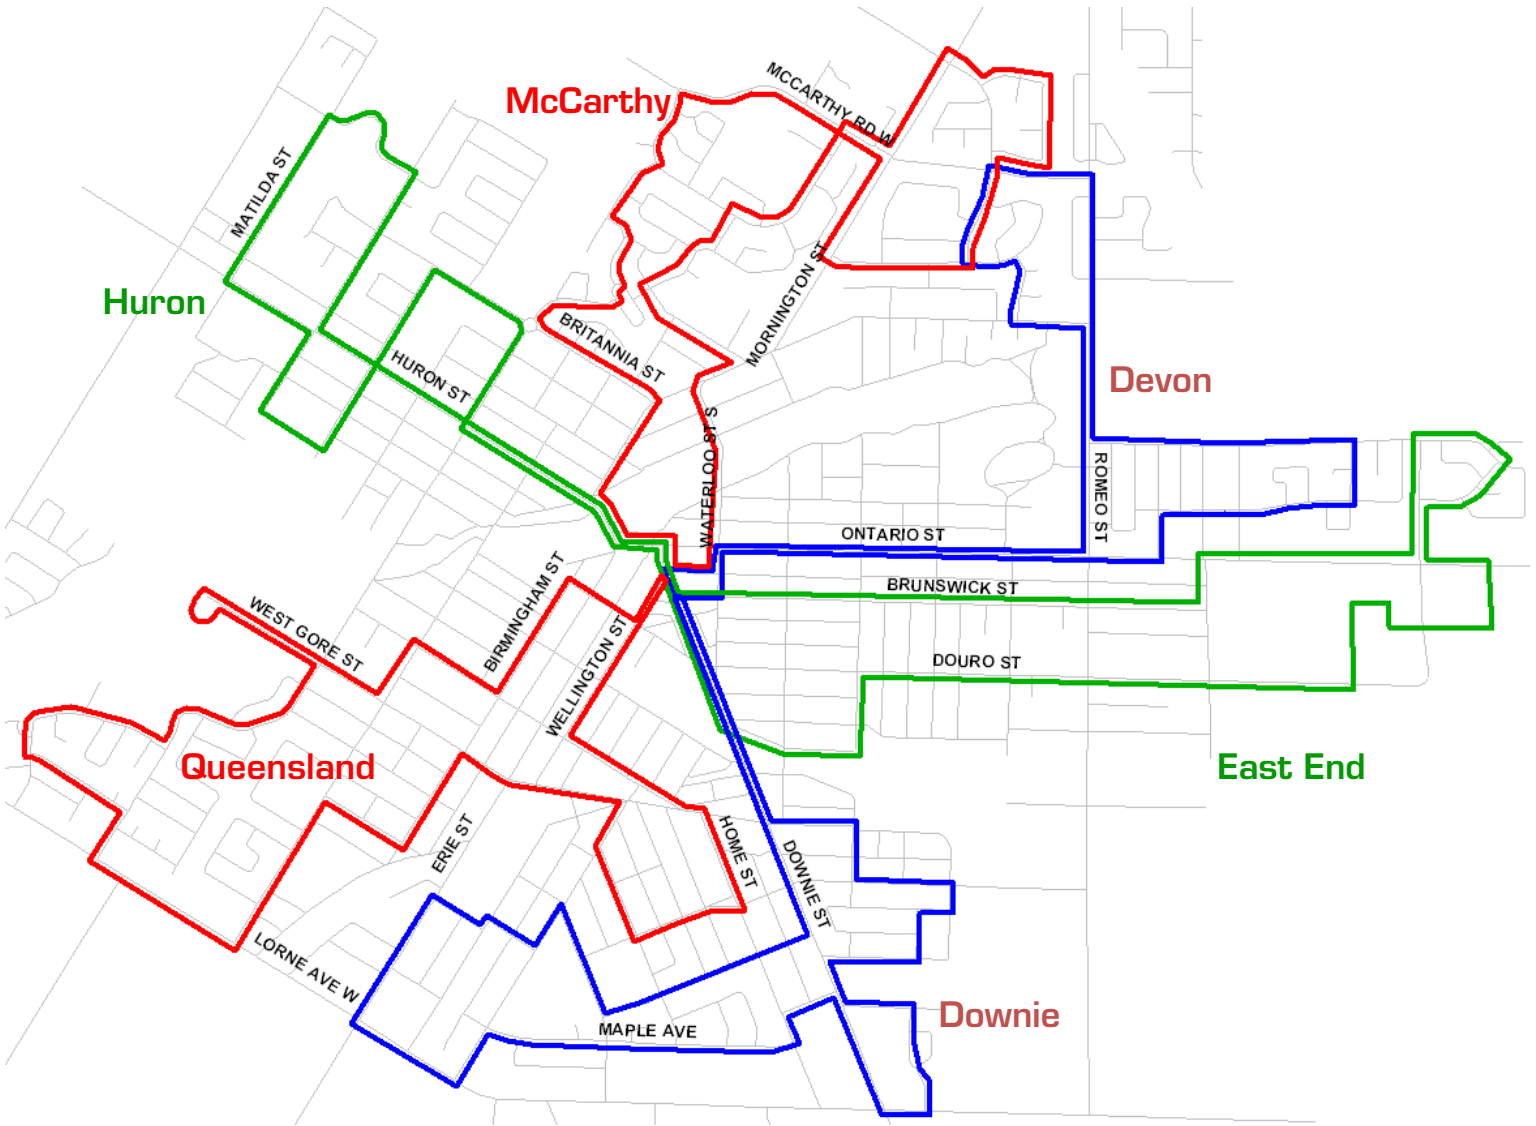 MCCARTHY RD W
McCarthy
MATILDA ST
Huron
BRITANNIA ST
MORNINGTON ST
HURON ST
Devon
WATERLOO ST S
ROMEO ST
ONTARIO ST
BRUNSWICK ST
BIRMINGHAM ST
WEST GORE ST
WELLINGTON ST
DOURO ST
Queensland
East End
ERIE ST
HOME ST
DOWNIE ST
LORNE AVE W
Downie
MAPLE AVE